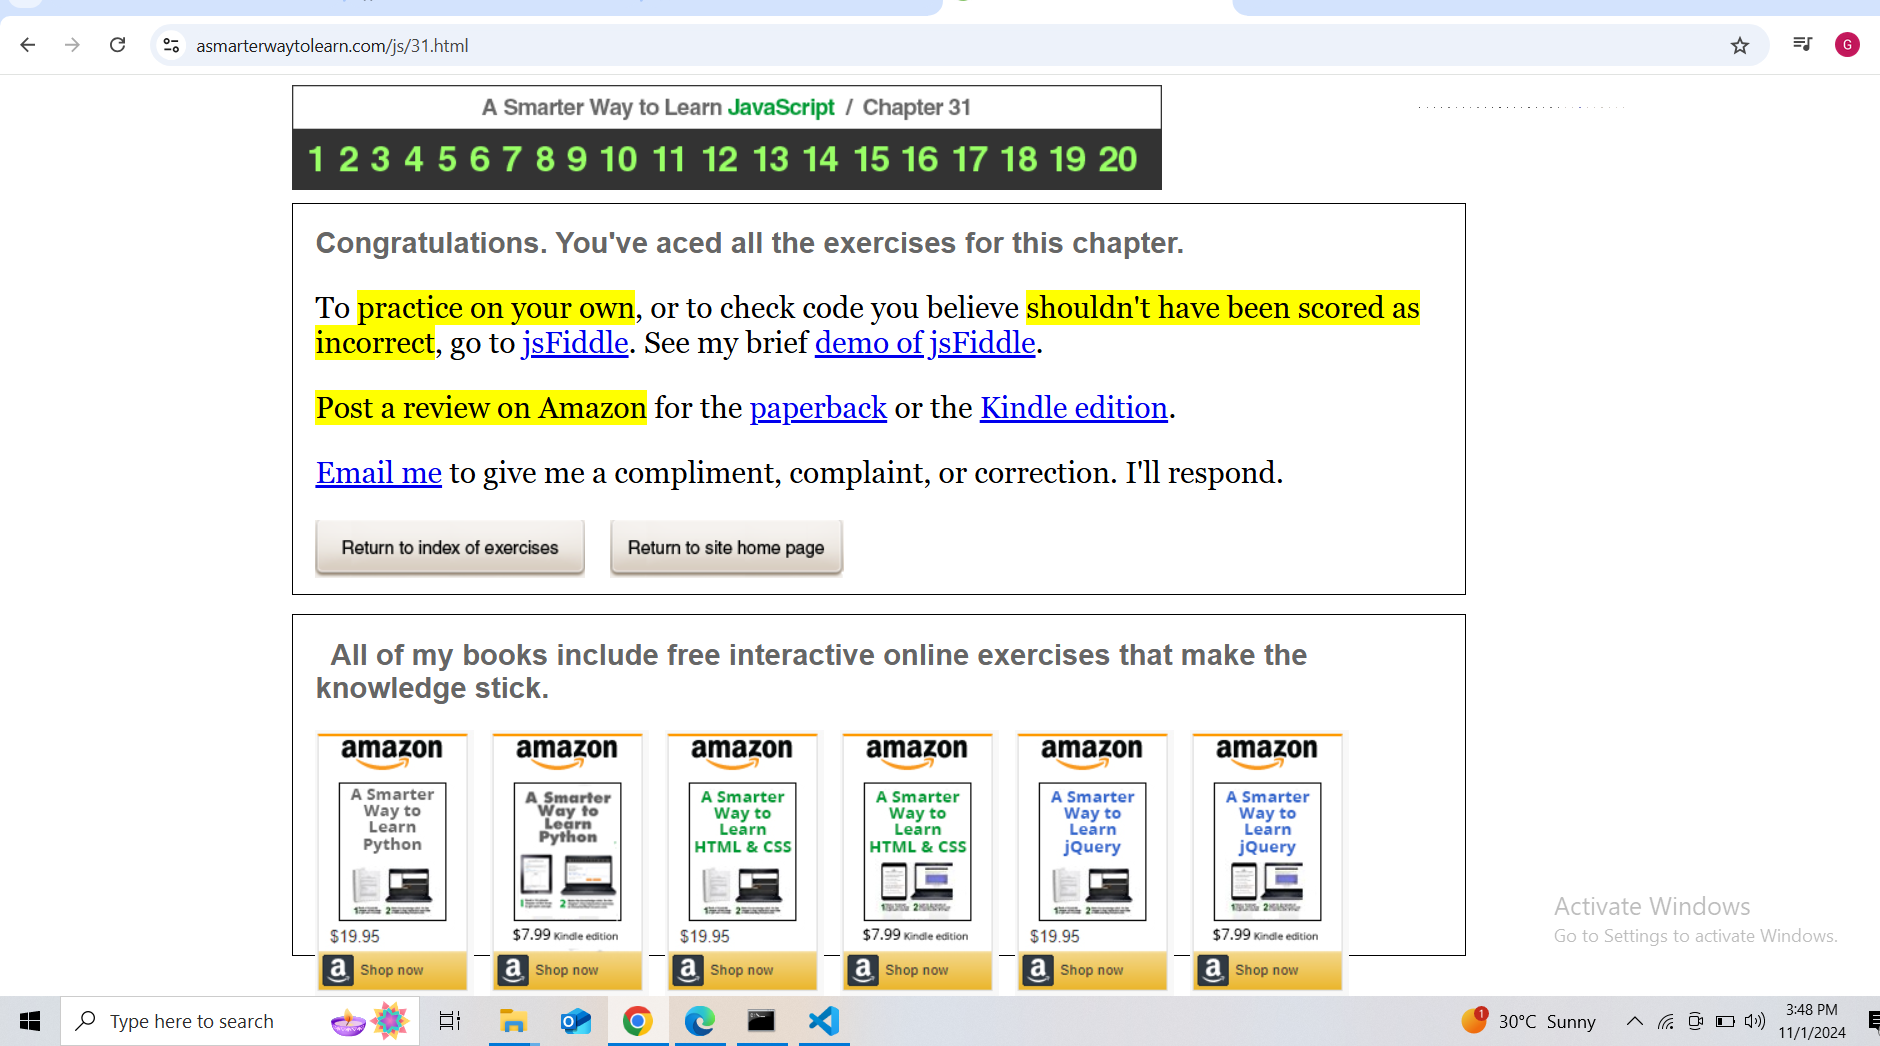 asmarterwaytolearn.com/js/31.html
G
A Smarter Way to Learn JavaScript / Chapter 31
1 2 3 4 5 6 7 8 9 10 11 12 13 14 15 16 17 18 19 20
Congratulations. You've aced all the exercises for this chapter.
To practice on your own, or to check code you believe shouldn't have been scored as
incorrect, go to jsFiddle. See my brief demo of jsFiddle.
Post a review on Amazon for the paperback or the Kindle edition.
Email me to give me a compliment, complaint, or correction. I'll respond.
Return to index of exercises Return to site home page
All of my books include free interactive online exercises that make the
knowledge stick.
amazon amazon amazon amazon amazon amazon
A Smarter A Smarter A Smarter A Smarter A Smarter A Smarter
Way to Way to Way to Way to Way to Way to
Learn Learn Learn Learn Learn Learn
Python Python HTML & CSS HTML & CSS jQuery jQuery
$19.95 $7.99 Kindle edition $19.95 $7.99 Kindle edition $19.95 $7.99 Kindle edition
a Shop now a Shop now a Shop now a Shop now a Shop now a Shop now
Activate Windows
Go to Settings to activate Windows.
Type here to search 1 30°C Sunny 3:48 PM
11/1/2024